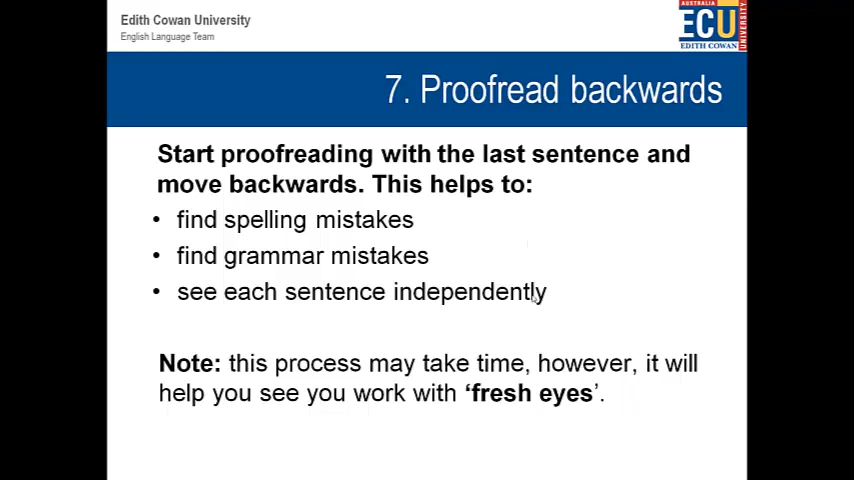 Edith Cowan University
English Language Team
AUSTRALIA
ECU
EDITH COWAN
UNIVERSITY
7. Proofread backwards
Start proofreading with the last sentence and
move backwards. This helps to:
• find spelling mistakes
• find grammar mistakes
• see each sentence independently
Note: this process may take time, however, it will
help you see you work with ‘fresh eyes’.